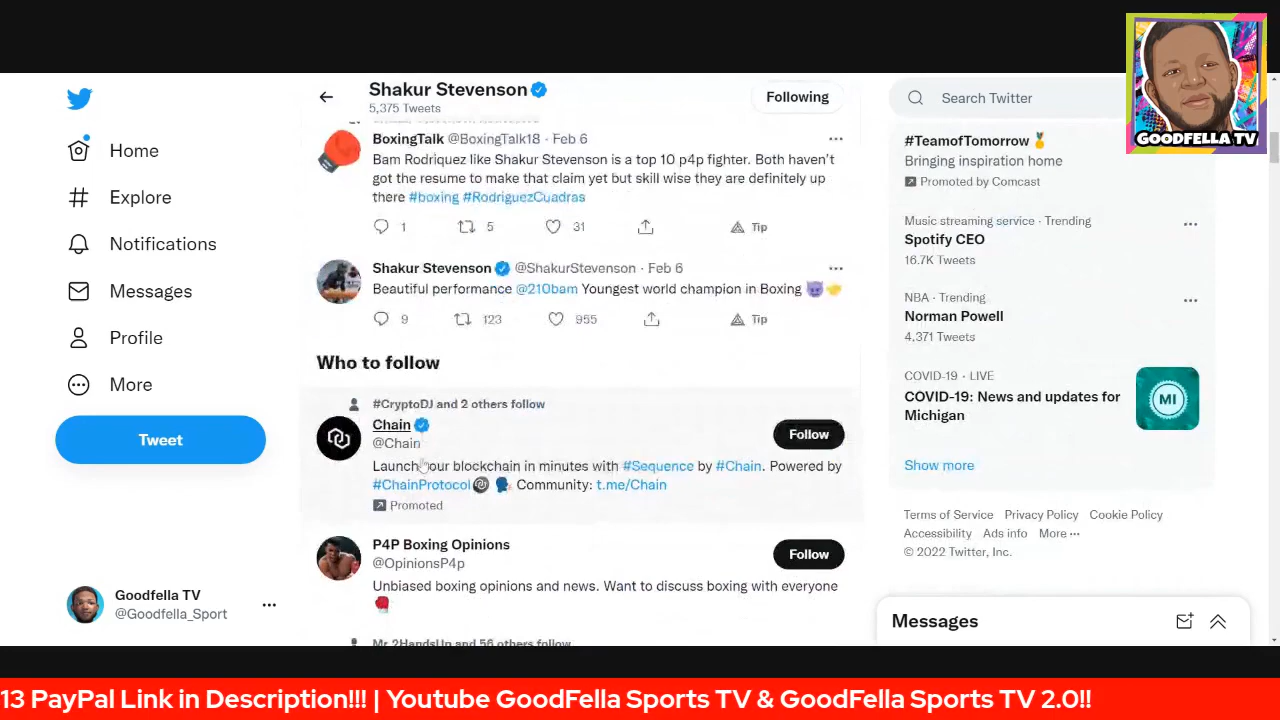 GOODFELLA TV
Home
Explore
Notifications
Messages
Profile
More
Tweet
Goodfella TV
@Goodfella_Sport
Shakur Stevenson
5,375 Tweets
Following
BoxingTalk @BoxingTalk18 · Feb 6
Bam Rodriquez like Shakur Stevenson is a top 10 p4p fighter. Both haven't
got the resume to make that claim yet but skill wise they are definitely up
there #boxing #RodriguezCuadras
1 5 31 Tip
Shakur Stevenson @ShakurStevenson · Feb 6
Beautiful performance @210bam Youngest world champion in Boxing
9 123 955 Tip
Who to follow
#CryptoDJ and 2 others follow
Chain
@Chain
Follow
Launch your blockchain in minutes with #Sequence by #Chain. Powered by
#ChainProtocol Community: t.me/Chain
Promoted
P4P Boxing Opinions
@OpinionsP4p
Follow
Unbiased boxing opinions and news. Want to discuss boxing with everyone
Mr. 2HandsUp and 56 others follow
Search Twitter
#TeamofTomorrow
Bringing inspiration home
Promoted by Comcast
Music streaming service · Trending
Spotify CEO
16.7K Tweets
NBA · Trending
Norman Powell
4,371 Tweets
COVID-19 · LIVE
COVID-19: News and updates for
Michigan
MI
Show more
Terms of Service Privacy Policy Cookie Policy
Accessibility Ads info More ···
© 2022 Twitter, Inc.
Messages
13 PayPal Link in Description!!! | Youtube GoodFella Sports TV & GoodFella Sports TV 2.0!!